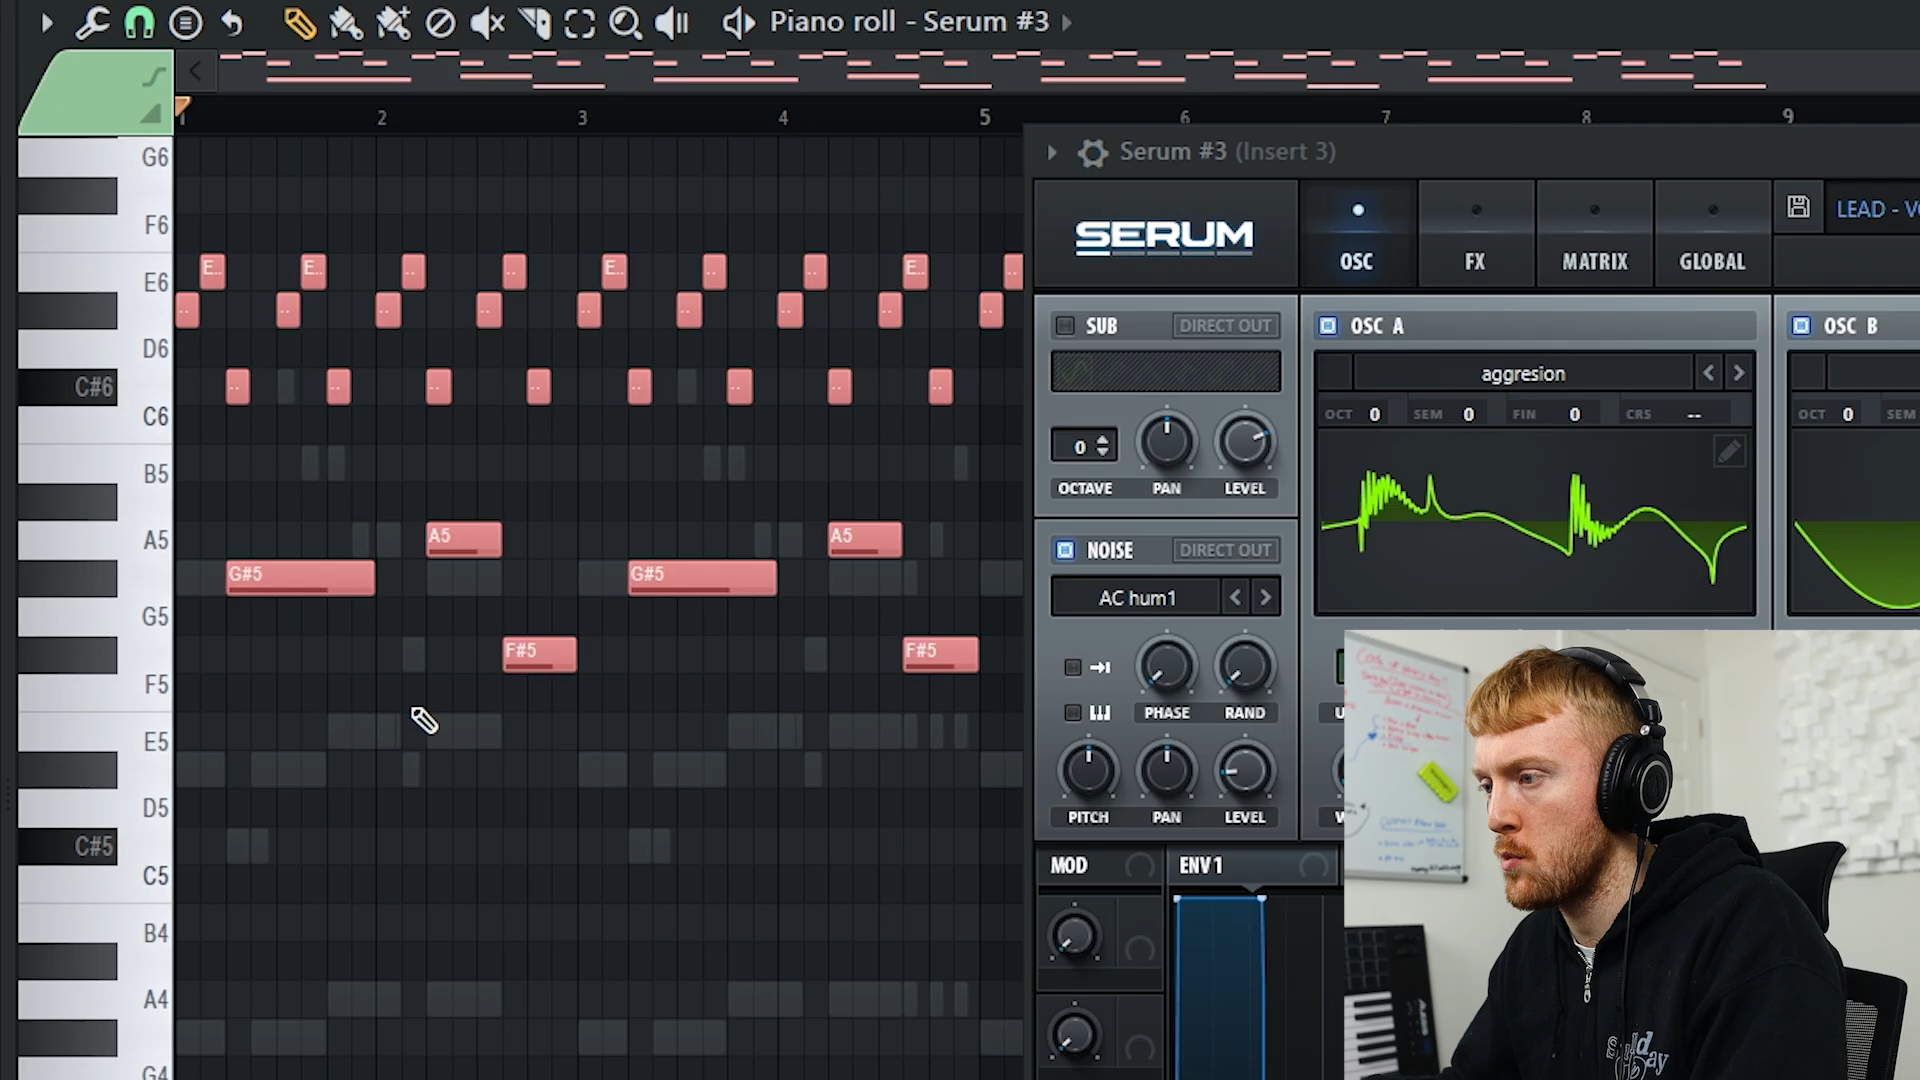 Piano roll - Serum #3
1 2 3 4 5 6 7 8 9
G6
F6
E6
D6
C#6
C6
B5
A5
G5
F5
E5
D5
C#5
C5
B4
A4
G4
E.. E.. .. .. E.. .. .. E.. ..
.. .. .. .. .. .. .. .. ..
.. .. .. .. .. .. .. ..
A5 A5
G#5 G#5
F#5 F#5
Serum #3 (Insert 3)
SERUM
OSC FX MATRIX GLOBAL
LEAD - V
SUB DIRECT OUT
0
OCTAVE PAN LEVEL
NOISE DIRECT OUT
AC hum1
PHASE RAND
PITCH PAN LEVEL
OSC A
aggresion
OCT 0 SEM 0 FIN 0 CRS --
OSC B
OCT 0 SEM
MOD ENV 1